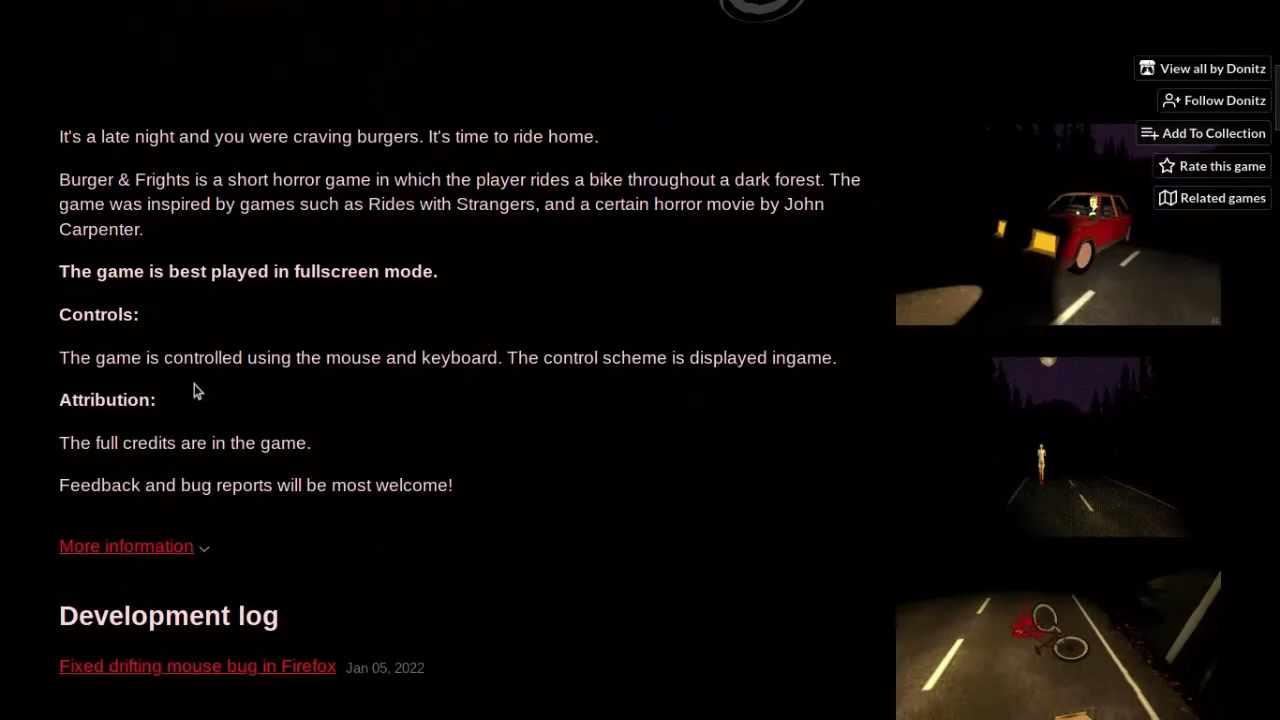 View all by Donitz
Follow Donitz
Add To Collection
Rate this game
Related games
It's a late night and you were craving burgers. It's time to ride home.
Burger & Frights is a short horror game in which the player rides a bike throughout a dark forest. The
game was inspired by games such as Rides with Strangers, and a certain horror movie by John
Carpenter.
The game is best played in fullscreen mode.
Controls:
The game is controlled using the mouse and keyboard. The control scheme is displayed ingame.
Attribution:
The full credits are in the game.
Feedback and bug reports will be most welcome!
More information
Development log
Fixed drifting mouse bug in Firefox Jan 05, 2022